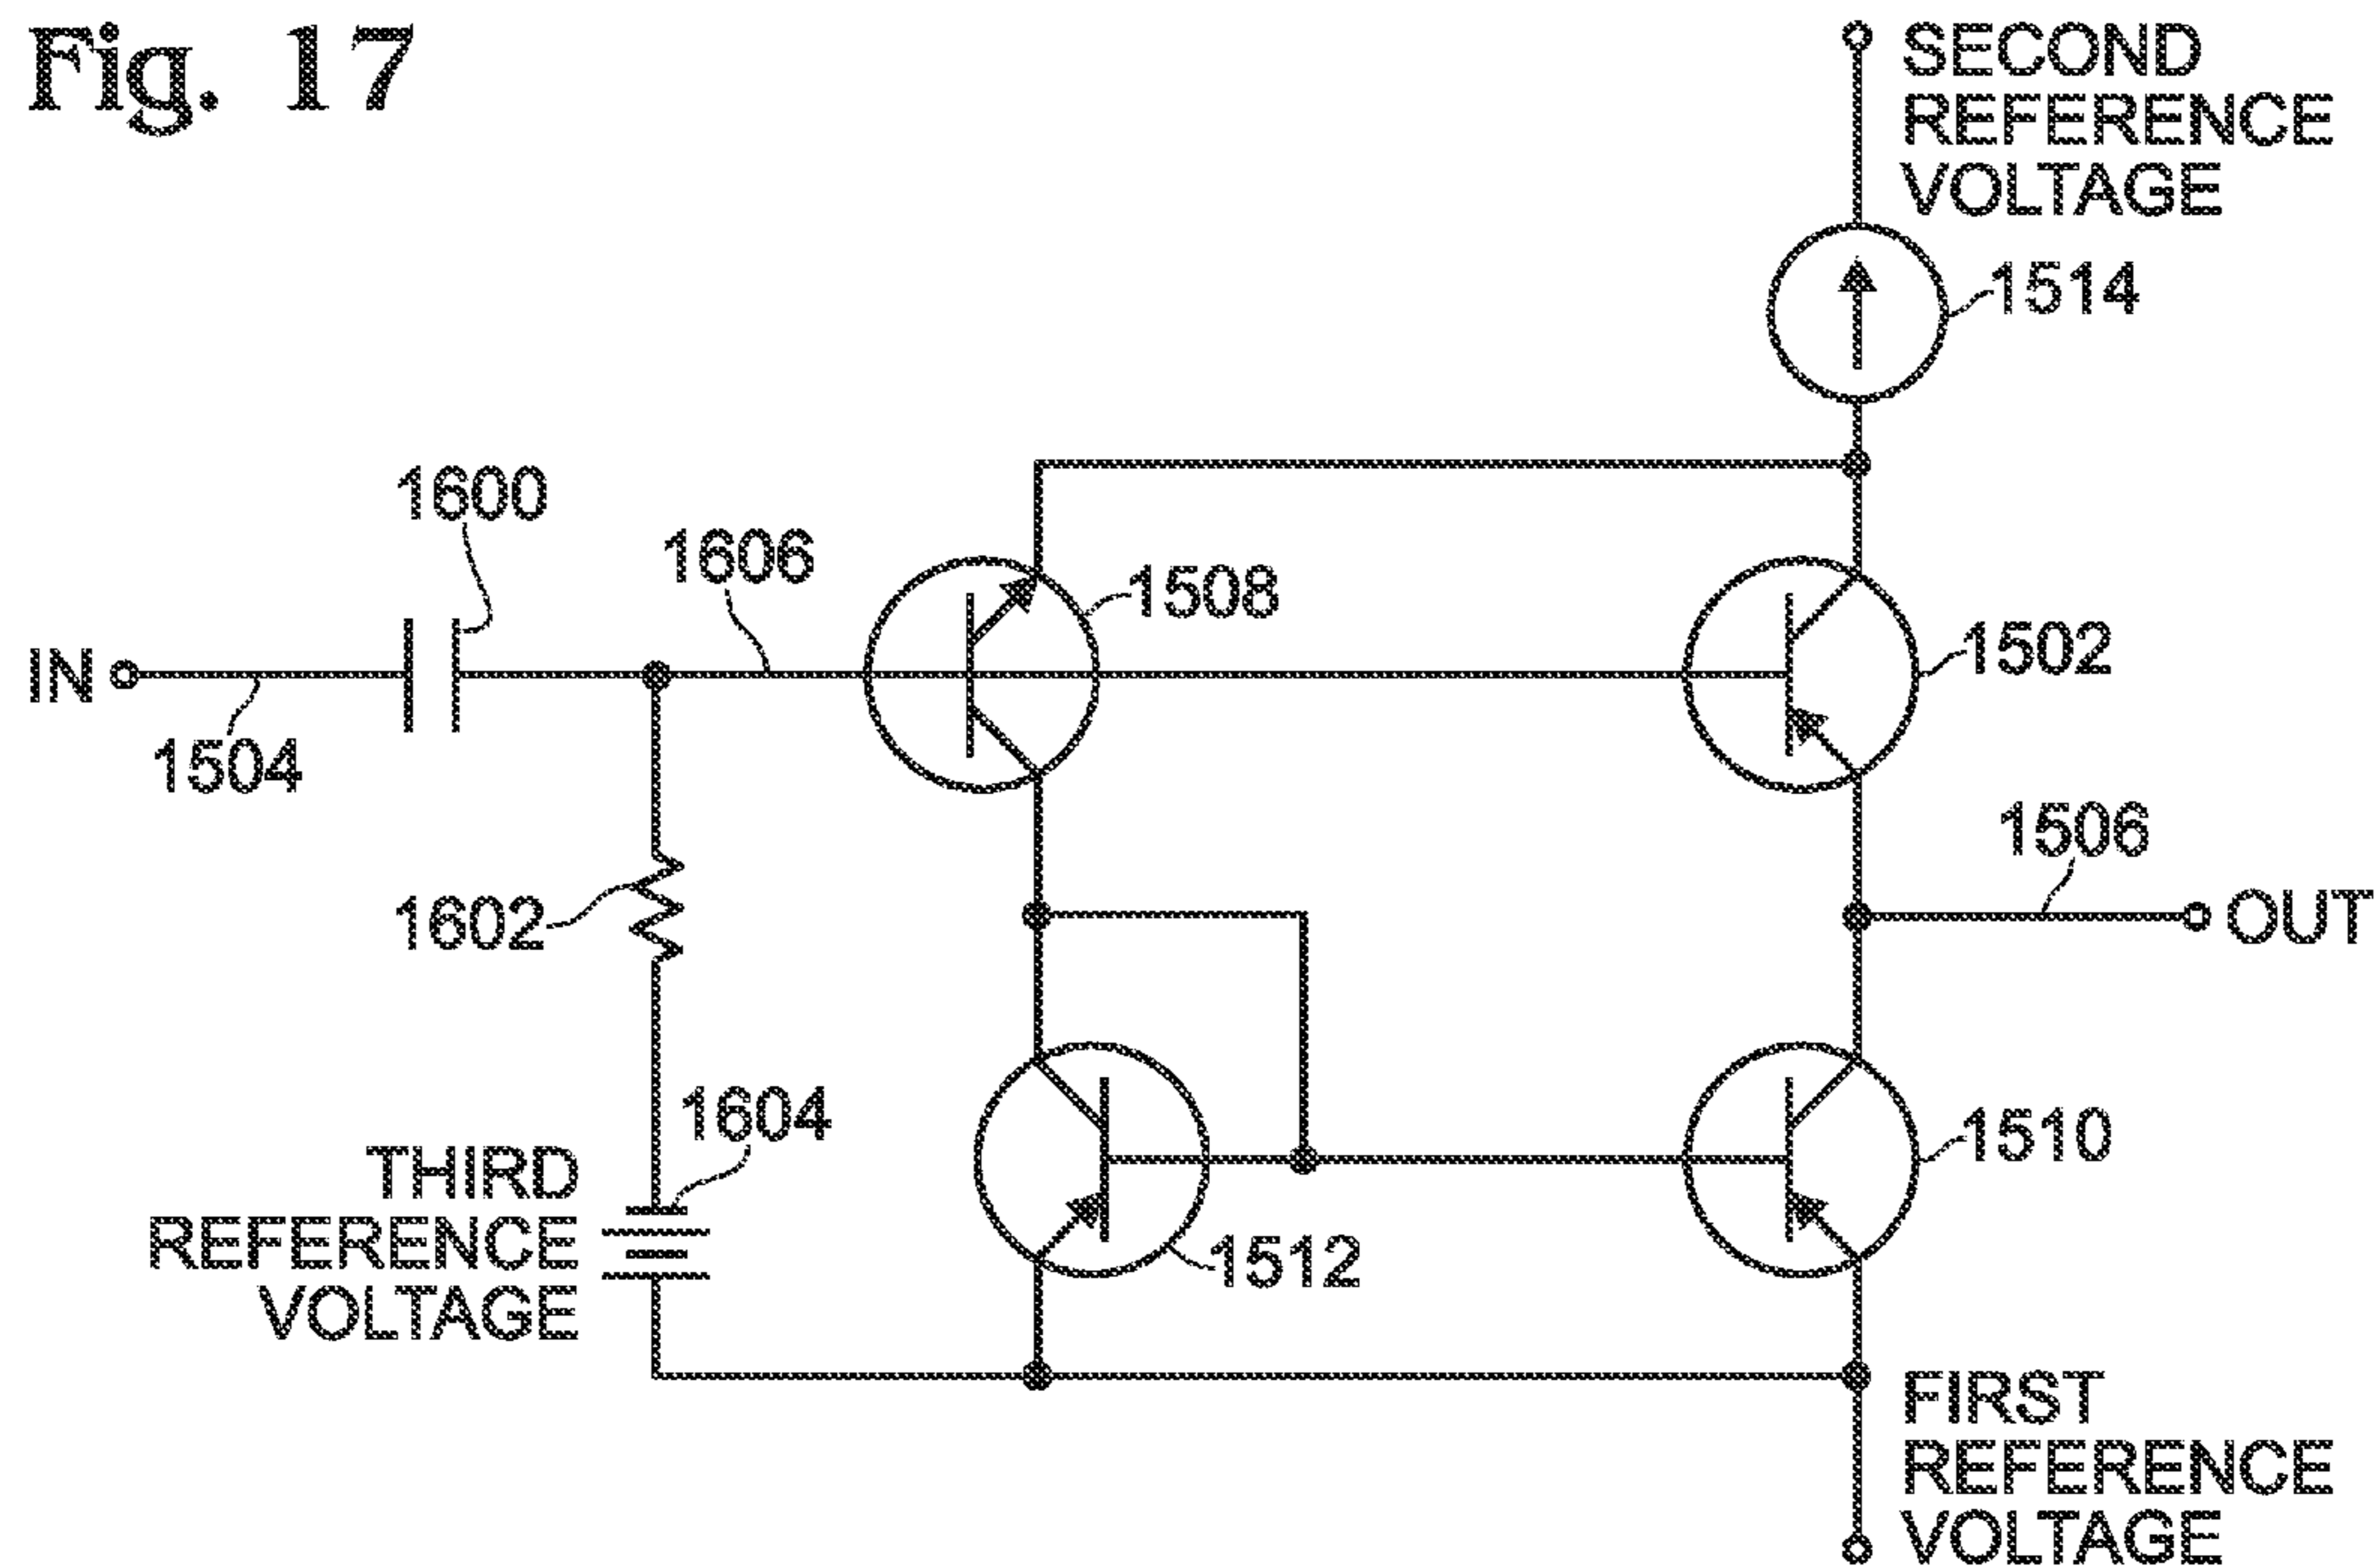 Fig. 17
SECOND
REFERENCE
VOLTAGE
1514
1600
1606
1508
1502
IN
1504
1506
OUT
1602
1604
1510
THIRD
REFERENCE
VOLTAGE
1512
FIRST
REFERENCE
VOLTAGE